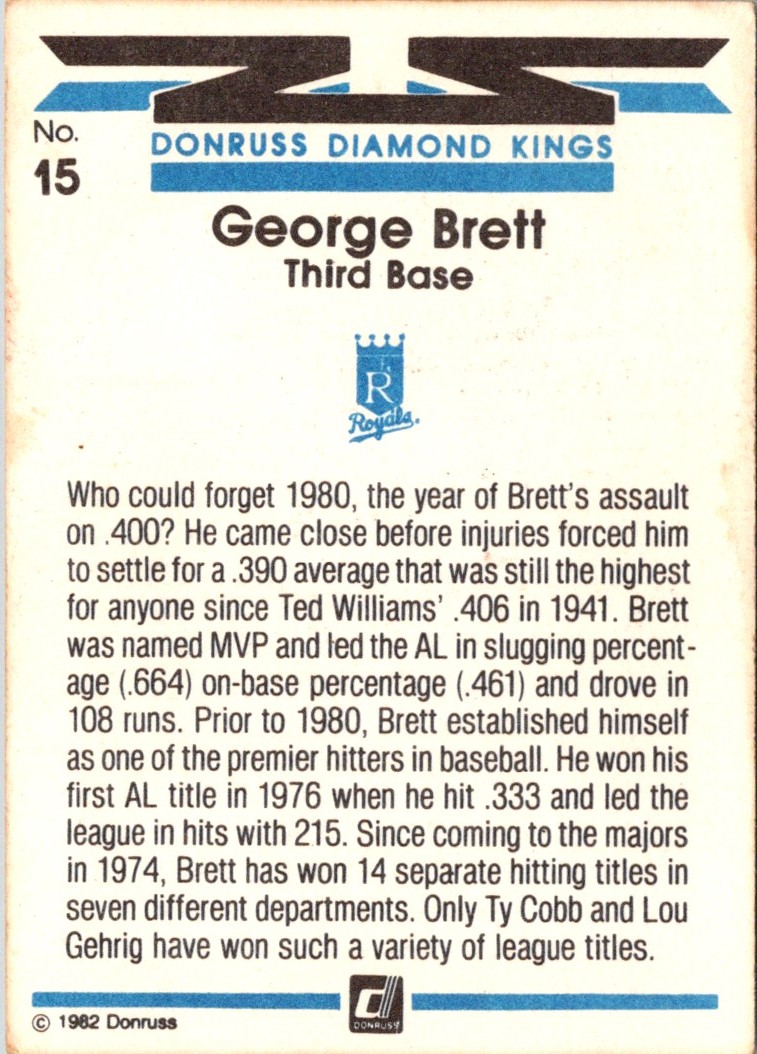 No.
15
DONRUSS DIAMOND KINGS
George Brett
Third Base
R
Royals
Who could forget 1980, the year of Brett's assault
on .400? He came close before injuries forced him
to settle for a .390 average that was still the highest
for anyone since Ted Williams' .406 in 1941. Brett
was named MVP and led the AL in slugging percent-
age (.664) on-base percentage (.461) and drove in
108 runs. Prior to 1980, Brett established himself
as one of the premier hitters in baseball. He won his
first AL title in 1976 when he hit .333 and led the
league in hits with 215. Since coming to the majors
in 1974, Brett has won 14 separate hitting titles in
seven different departments. Only Ty Cobb and Lou
Gehrig have won such a variety of league titles.
© 1982 Donruss
d
DONRUSS